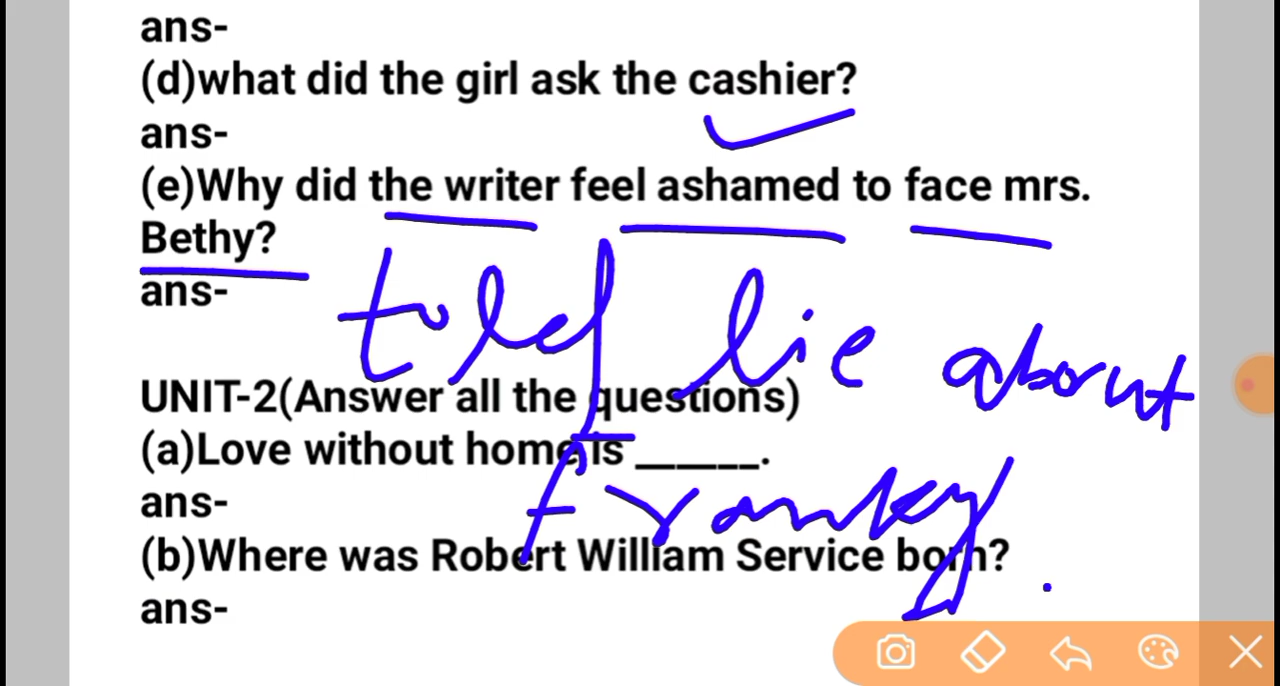 ans-
(d)what did the girl ask the cashier?
ans-
(e)Why did the writer feel ashamed to face mrs.
Bethy?
ans-
told lie about
UNIT-2(Answer all the questions)
(a)Love without home is ______.
franky.
ans-
(b)Where was Robert William Service born?
ans-